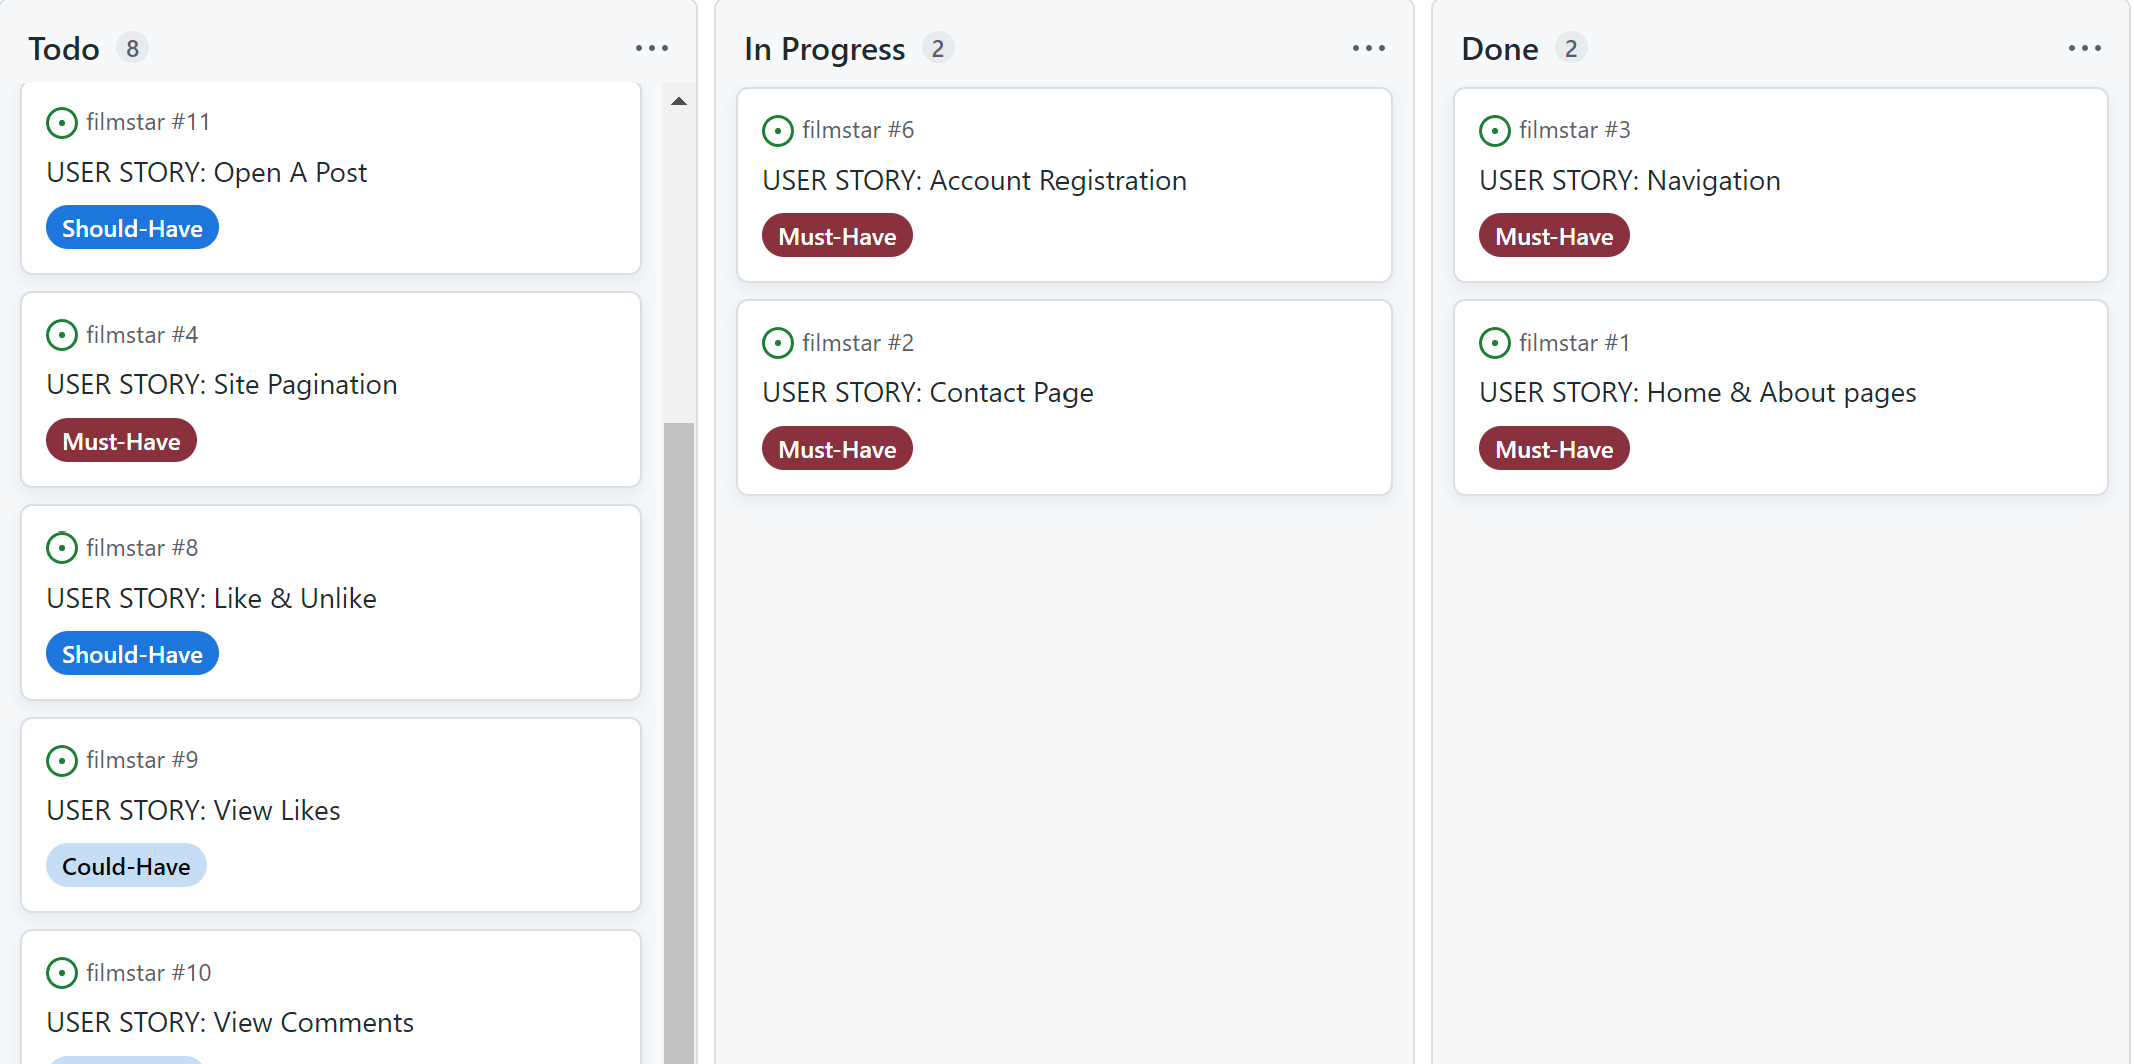 Todo 8
filmstar #11
USER STORY: Open A Post
Should-Have
filmstar #4
USER STORY: Site Pagination
Must-Have
filmstar #8
USER STORY: Like & Unlike
Should-Have
filmstar #9
USER STORY: View Likes
Could-Have
filmstar #10
USER STORY: View Comments
In Progress 2
filmstar #6
USER STORY: Account Registration
Must-Have
filmstar #2
USER STORY: Contact Page
Must-Have
Done 2
filmstar #3
USER STORY: Navigation
Must-Have
filmstar #1
USER STORY: Home & About pages
Must-Have